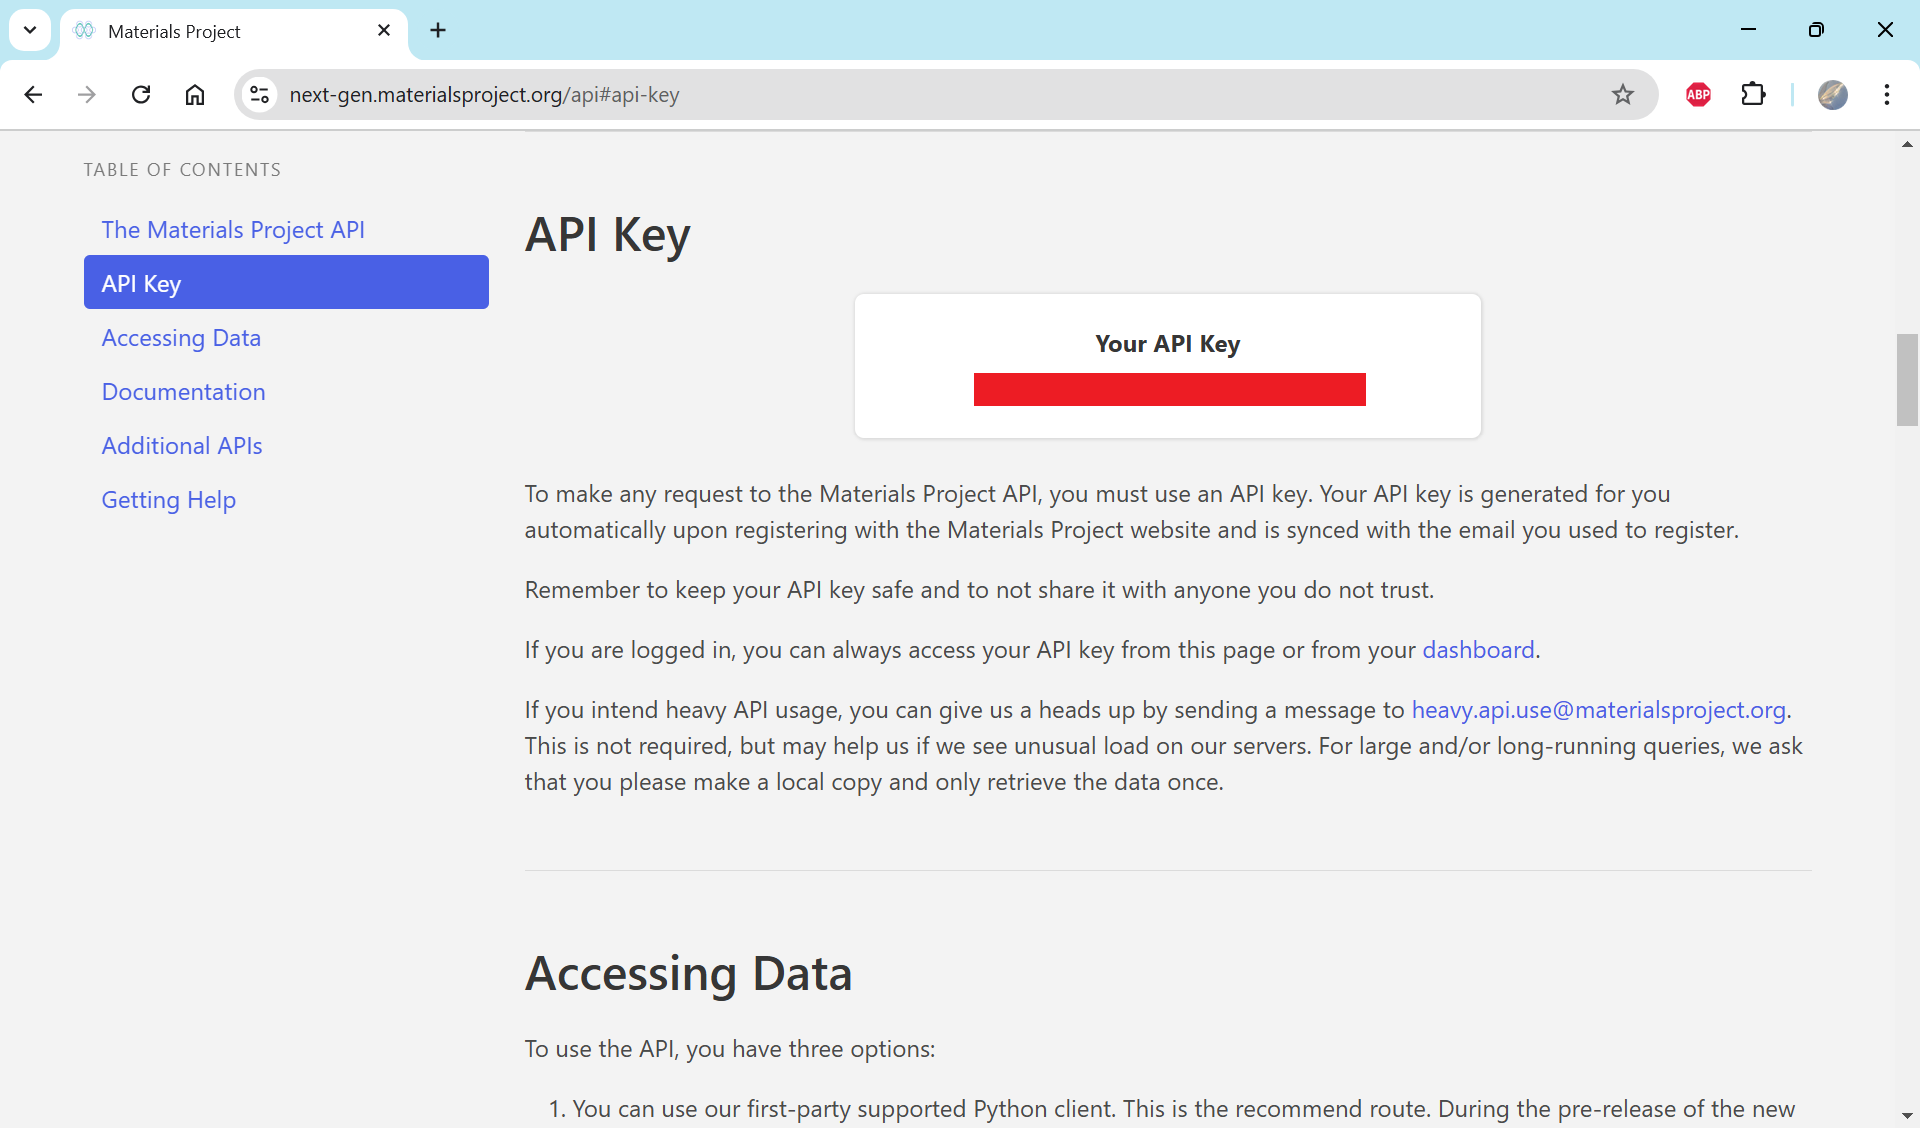 Materials Project
next-gen.materialsproject.org/api#api-key
ABP
TABLE OF CONTENTS
The Materials Project API
API Key
Accessing Data
Documentation
Additional APIs
Getting Help
API Key
Your API Key
To make any request to the Materials Project API, you must use an API key. Your API key is generated for you
automatically upon registering with the Materials Project website and is synced with the email you used to register.
Remember to keep your API key safe and to not share it with anyone you do not trust.
If you are logged in, you can always access your API key from this page or from your dashboard.
If you intend heavy API usage, you can give us a heads up by sending a message to heavy.api.use@materialsproject.org.
This is not required, but may help us if we see unusual load on our servers. For large and/or long-running queries, we ask
that you please make a local copy and only retrieve the data once.
Accessing Data
To use the API, you have three options:
1. You can use our first-party supported Python client. This is the recommend route. During the pre-release of the new